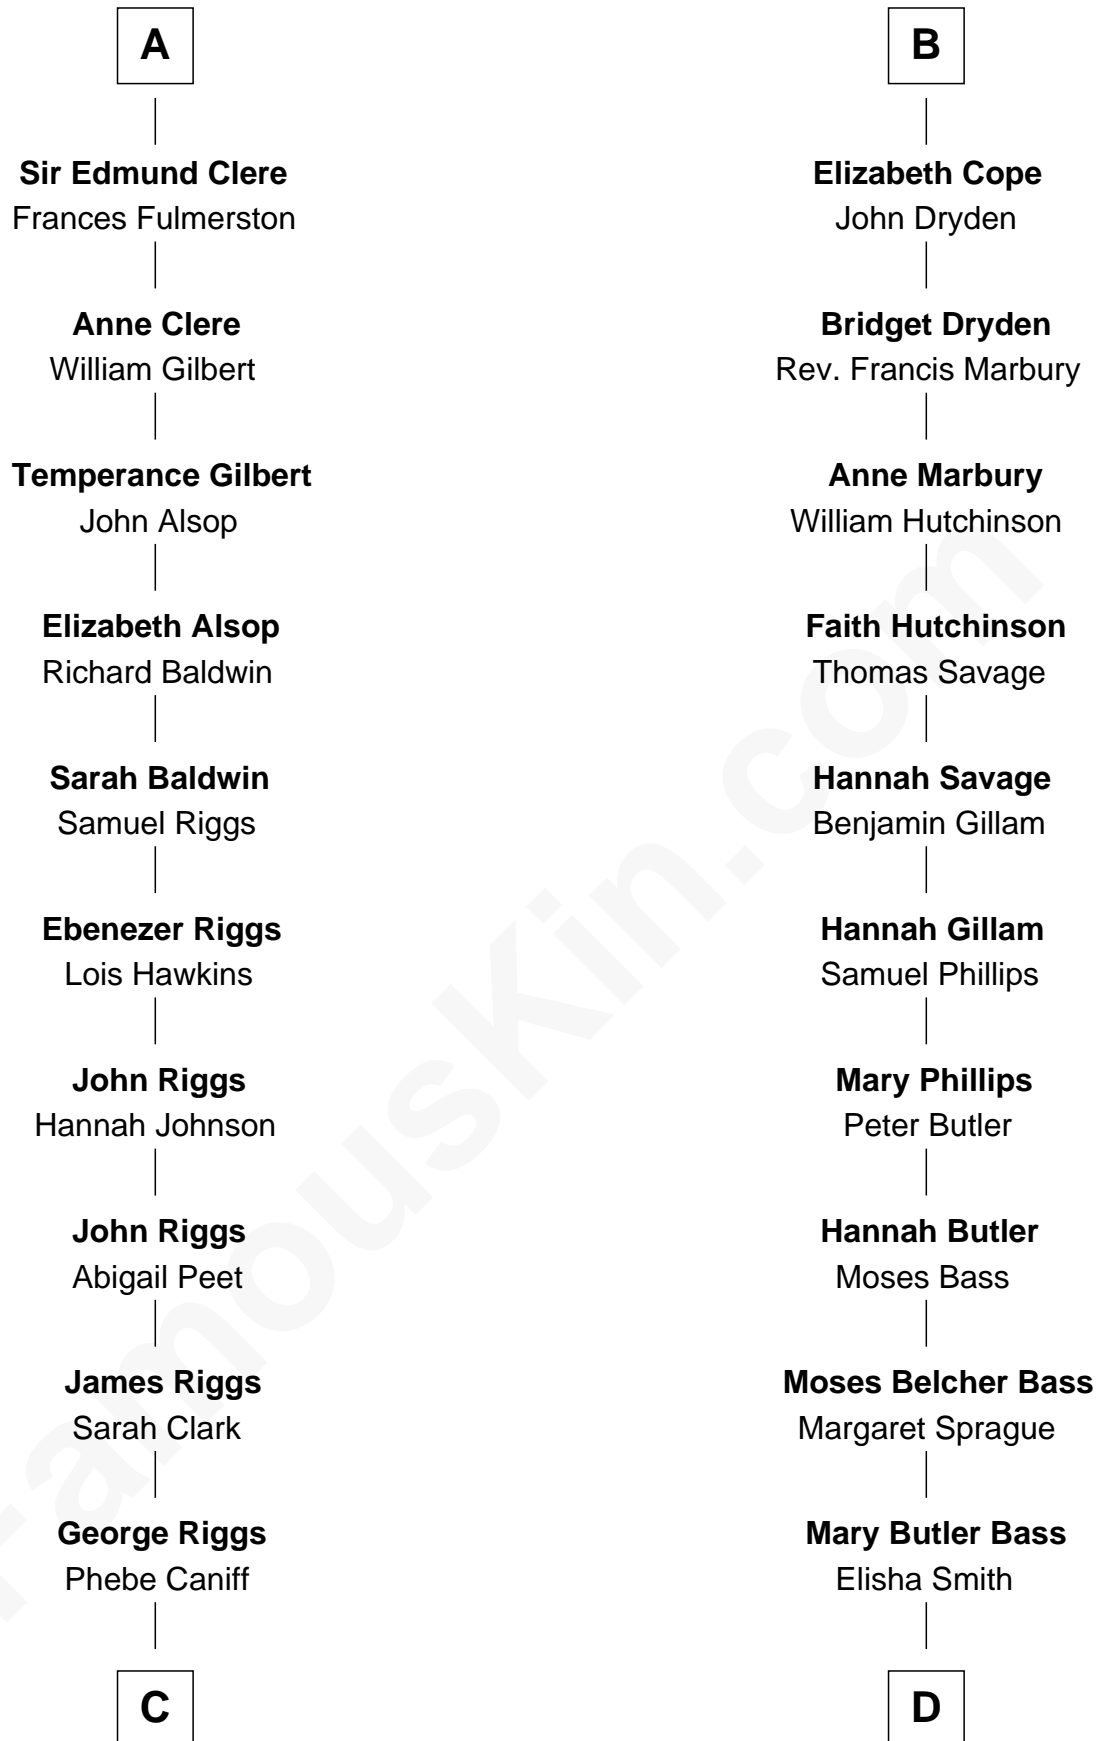 A
Sir Edmund Clere
Frances Fulmerston
Anne Clere
William Gilbert
Temperance Gilbert
John Alsop
Elizabeth Alsop
Richard Baldwin
Sarah Baldwin
Samuel Riggs
Ebenezer Riggs
Lois Hawkins
John Riggs
Hannah Johnson
John Riggs
Abigail Peet
James Riggs
Sarah Clark
George Riggs
Phebe Caniff
C
B
Elizabeth Cope
John Dryden
Bridget Dryden
Rev. Francis Marbury
Anne Marbury
William Hutchinson
Faith Hutchinson
Thomas Savage
Hannah Savage
Benjamin Gillam
Hannah Gillam
Samuel Phillips
Mary Phillips
Peter Butler
Hannah Butler
Moses Bass
Moses Belcher Bass
Margaret Sprague
Mary Butler Bass
Elisha Smith
D
FamousKin.com